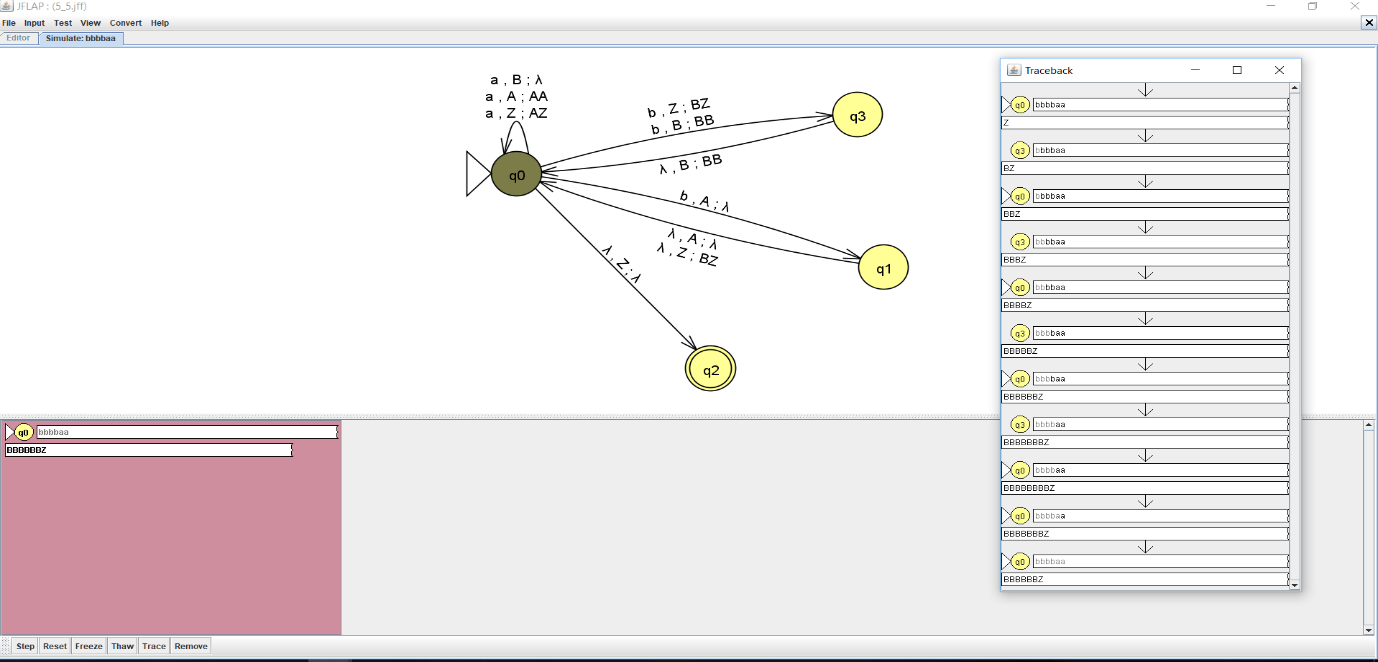 JFLAP : (5_5.jff)
File Input Test View Convert Help
Editor Simulate: bbbbaa
a , B ; λ
a , A ; AA
a , Z ; AZ
b , Z ; BZ
b , B ; BB
λ , B ; BB
b , A ; λ
λ , A ; λ
λ , Z ; BZ
λ , Z ; λ
q0
q3
q1
q2
Traceback
q0 bbbbaa
Z
q3 bbbbaa
BZ
q0 bbbbaa
BBZ
q3 bbbbaa
BBBZ
q0 bbbbaa
BBBBZ
q3 bbbbaa
BBBBBZ
q0 bbbbaa
BBBBBBZ
q3 bbbbaa
BBBBBBBZ
q0 bbbbaa
BBBBBBBBZ
q0 bbbbaa
BBBBBBBZ
q0 bbbbaa
BBBBBBZ
q0 bbbbaa
BBBBBBZ
Step Reset Freeze Thaw Trace Remove